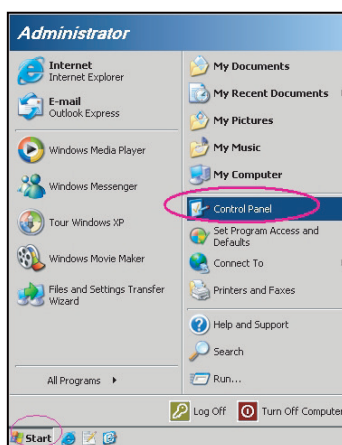 Administrator
Internet
Internet Explorer
E-mail
Outlook Express
Windows Media Player
Windows Messenger
Tour Windows XP
Windows Movie Maker
Files and Settings Transfer
Wizard
All Programs
My Documents
My Recent Documents
My Pictures
My Music
My Computer
Control Panel
Set Program Access and
Defaults
Connect To
Printers and Faxes
Help and Support
Search
Run...
Log Off
Turn Off Computer
Start